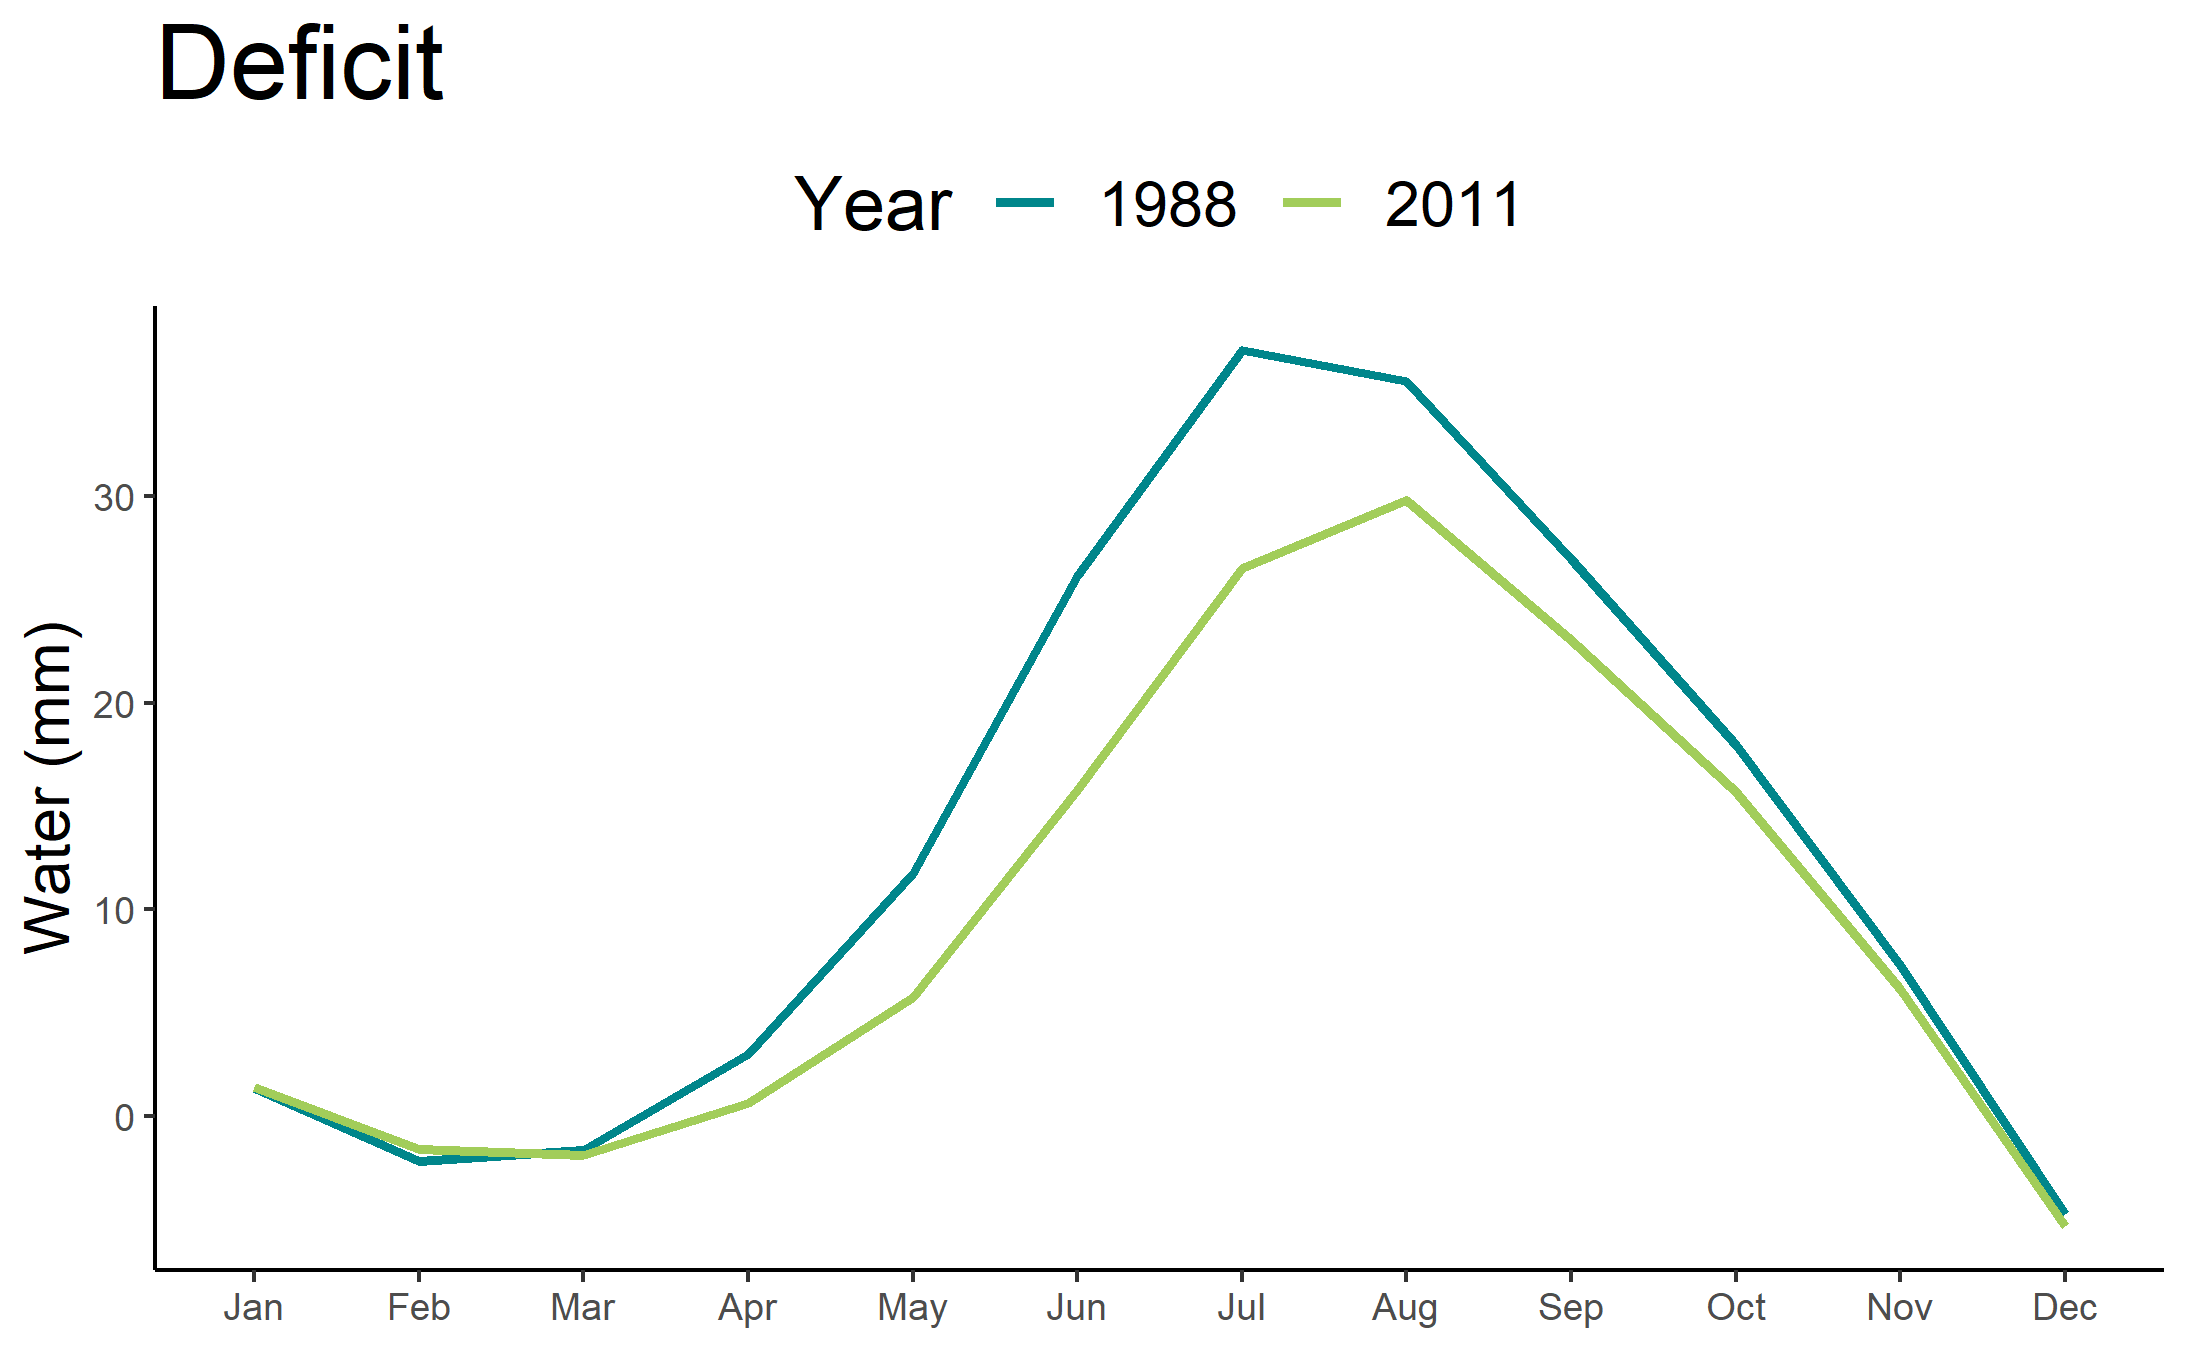 Deficit
Year 1988 2011
Water (mm)
30
20
10
0
Jan Feb Mar Apr May Jun Jul Aug Sep Oct Nov Dec